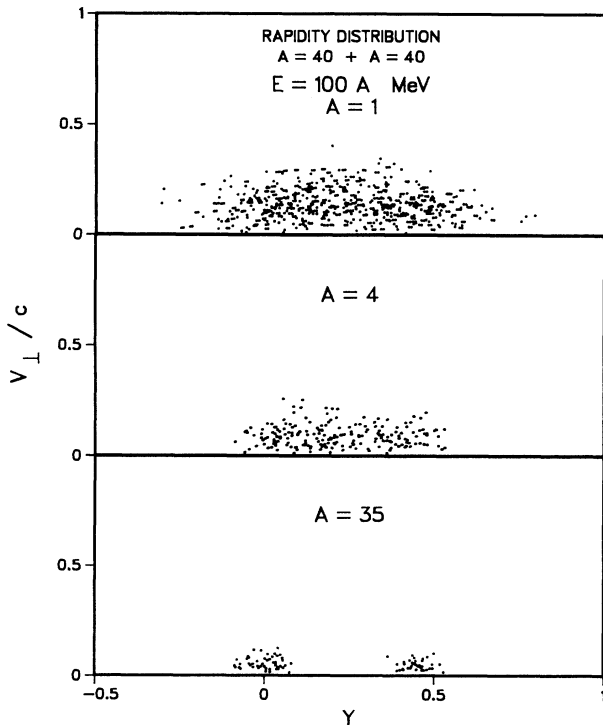 1
RAPIDITY DISTRIBUTION
A = 40 + A = 40
E = 100 A MeV
A = 1
0.5
0
A = 4
0.5
0
A = 35
0.5
0
-0.5 0 0.5 1
Y
V⊥ / c